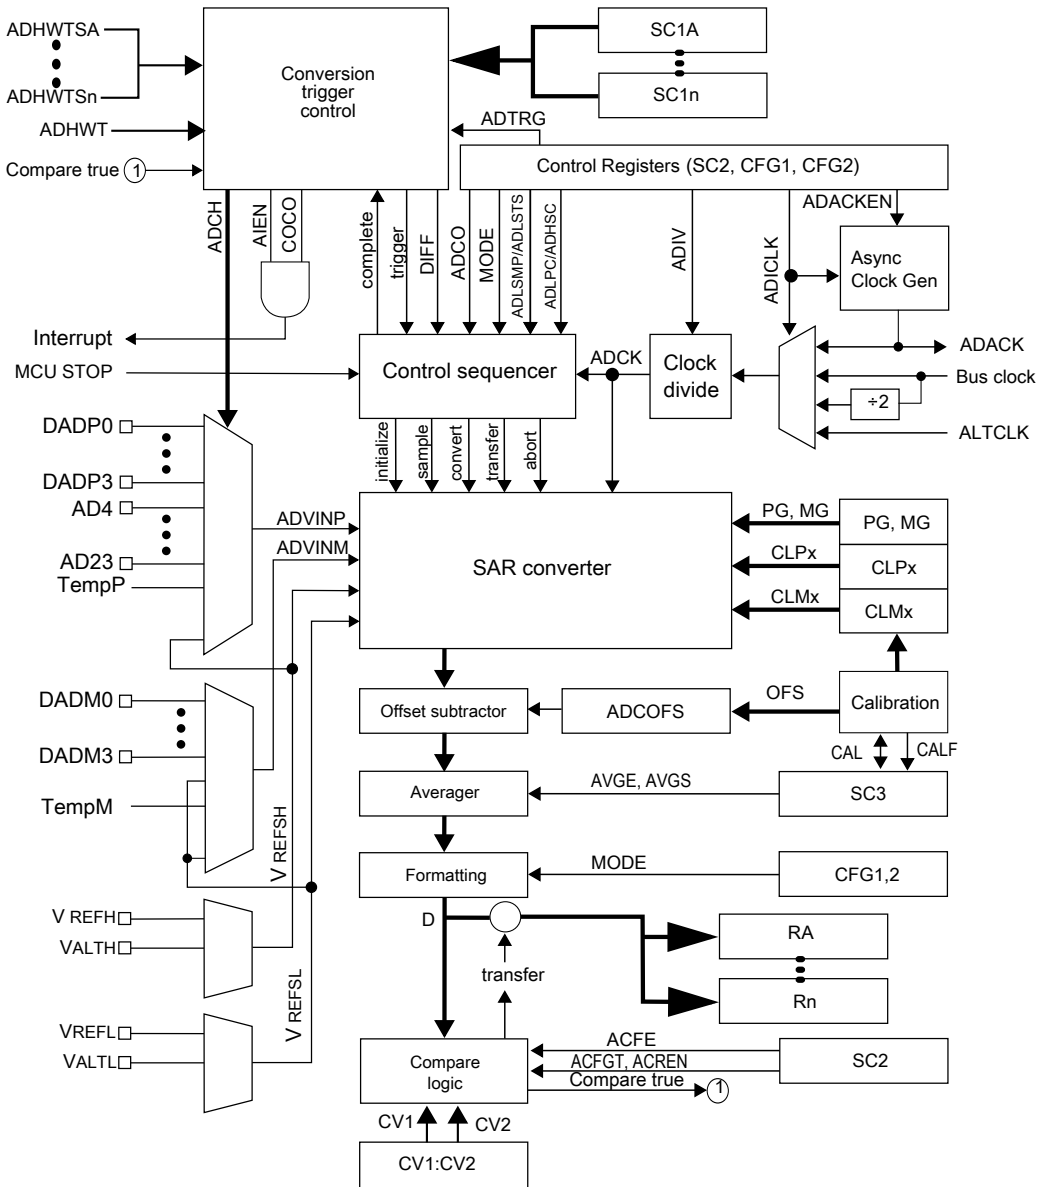 ADHWTSA
ADHWTSn
ADHWT
Compare true 1
Conversion
trigger
control
SC1A
SC1n
ADTRG
Control Registers (SC2, CFG1, CFG2)
ADACKEN
Async
Clock Gen
ADCH
AIEN
COCO
complete
trigger
DIFF
ADCO
MODE
ADLSMP/ADLSTS
ADLPC/ADHSC
ADIV
ADICLK
Interrupt
MCU STOP
Control sequencer
ADCK
Clock
divide
ADACK
Bus clock
÷2
ALTCLK
initialize
sample
convert
transfer
abort
DADP0
DADP3
AD4
AD23
TempP
ADVINP
ADVINM
SAR converter
PG, MG
CLPx
CLMx
PG, MG
CLPx
CLMx
DADM0
DADM3
TempM
Offset subtractor
ADCOFS
OFS
Calibration
CAL
CALF
Averager
AVGE, AVGS
SC3
Formatting
MODE
CFG1,2
V REFSH
V REFSL
V REFH
VALTH
VREFL
VALTL
D
transfer
RA
Rn
Compare
logic
ACFE
ACFGT, ACREN
Compare true
1
SC2
CV1
CV2
CV1:CV2